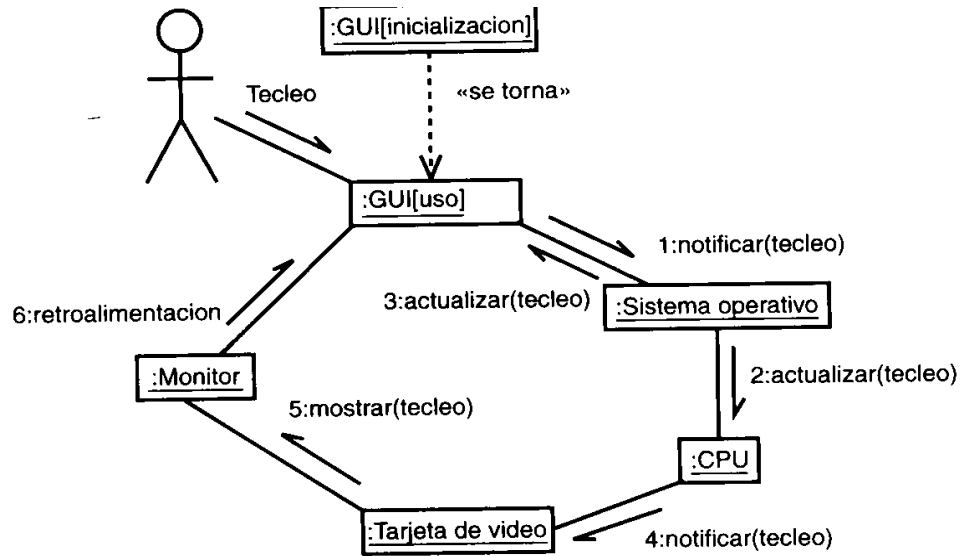 :GUI[inicializacion]
Tecleo
«se torna»
:GUI[uso]
1:notificar(tecleo)
3:actualizar(tecleo)
:Sistema operativo
6:retroalimentacion
:Monitor
2:actualizar(tecleo)
5:mostrar(tecleo)
:CPU
:Tarjeta de video
4:notificar(tecleo)